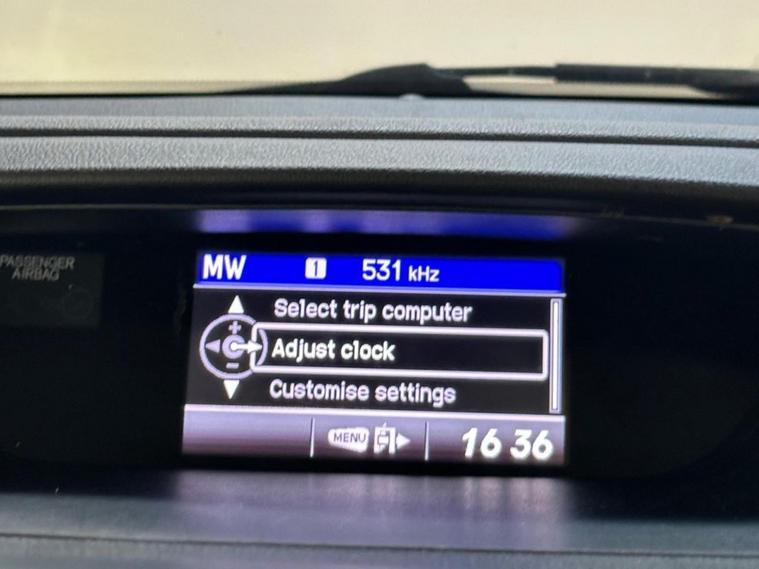 PASSENGER
AIRBAG
MW 1 531 kHz
Select trip computer
+
Adjust clock
−
Customise settings
MENU 16 36